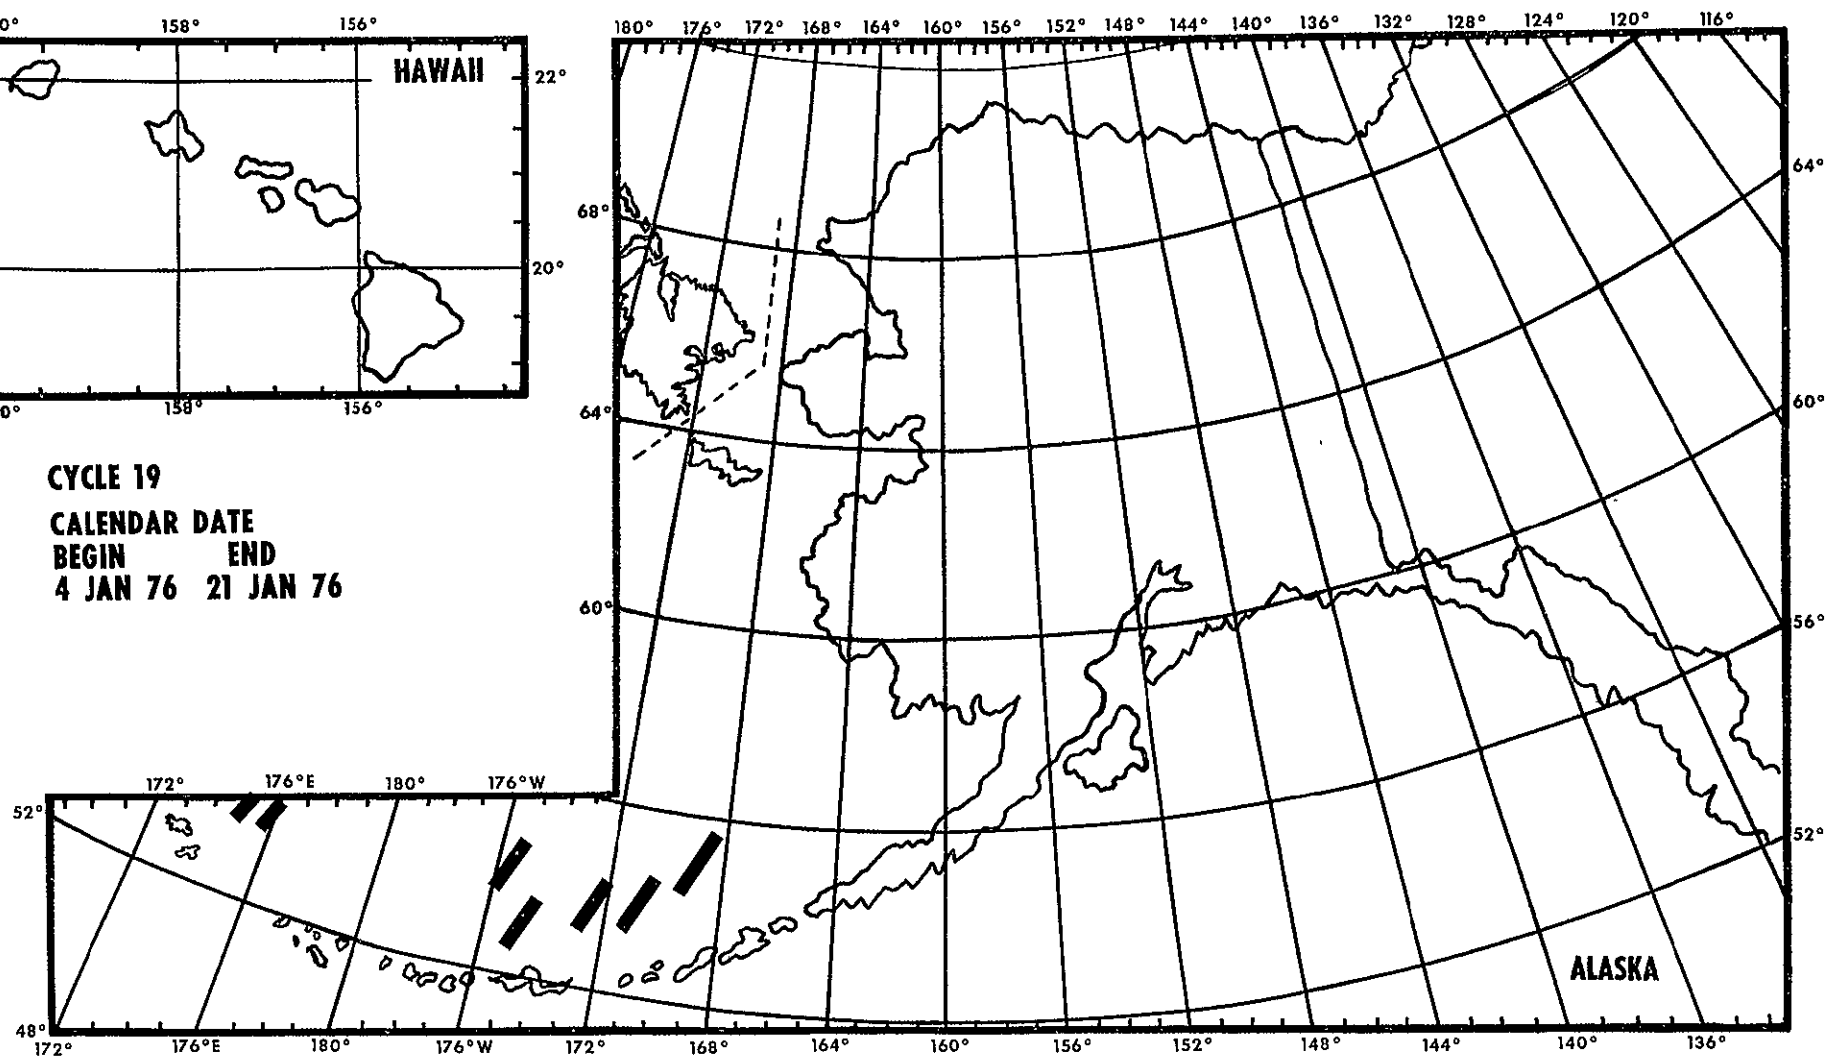 0° 158° 156°
HAWAII
22°
20°
0° 158° 156°
180° 176° 172° 168° 164° 160° 156° 152° 148° 144° 140° 136° 132° 128° 124° 120° 116°
68°
64°
64°
60°
60°
56°
52°
CYCLE 19
CALENDAR DATE
BEGIN END
4 JAN 76 21 JAN 76
172° 176°E 180° 176°W
52°
48°
ALASKA
172° 176°E 180° 176°W 172° 168° 164° 160° 156° 152° 148° 144° 140° 136°